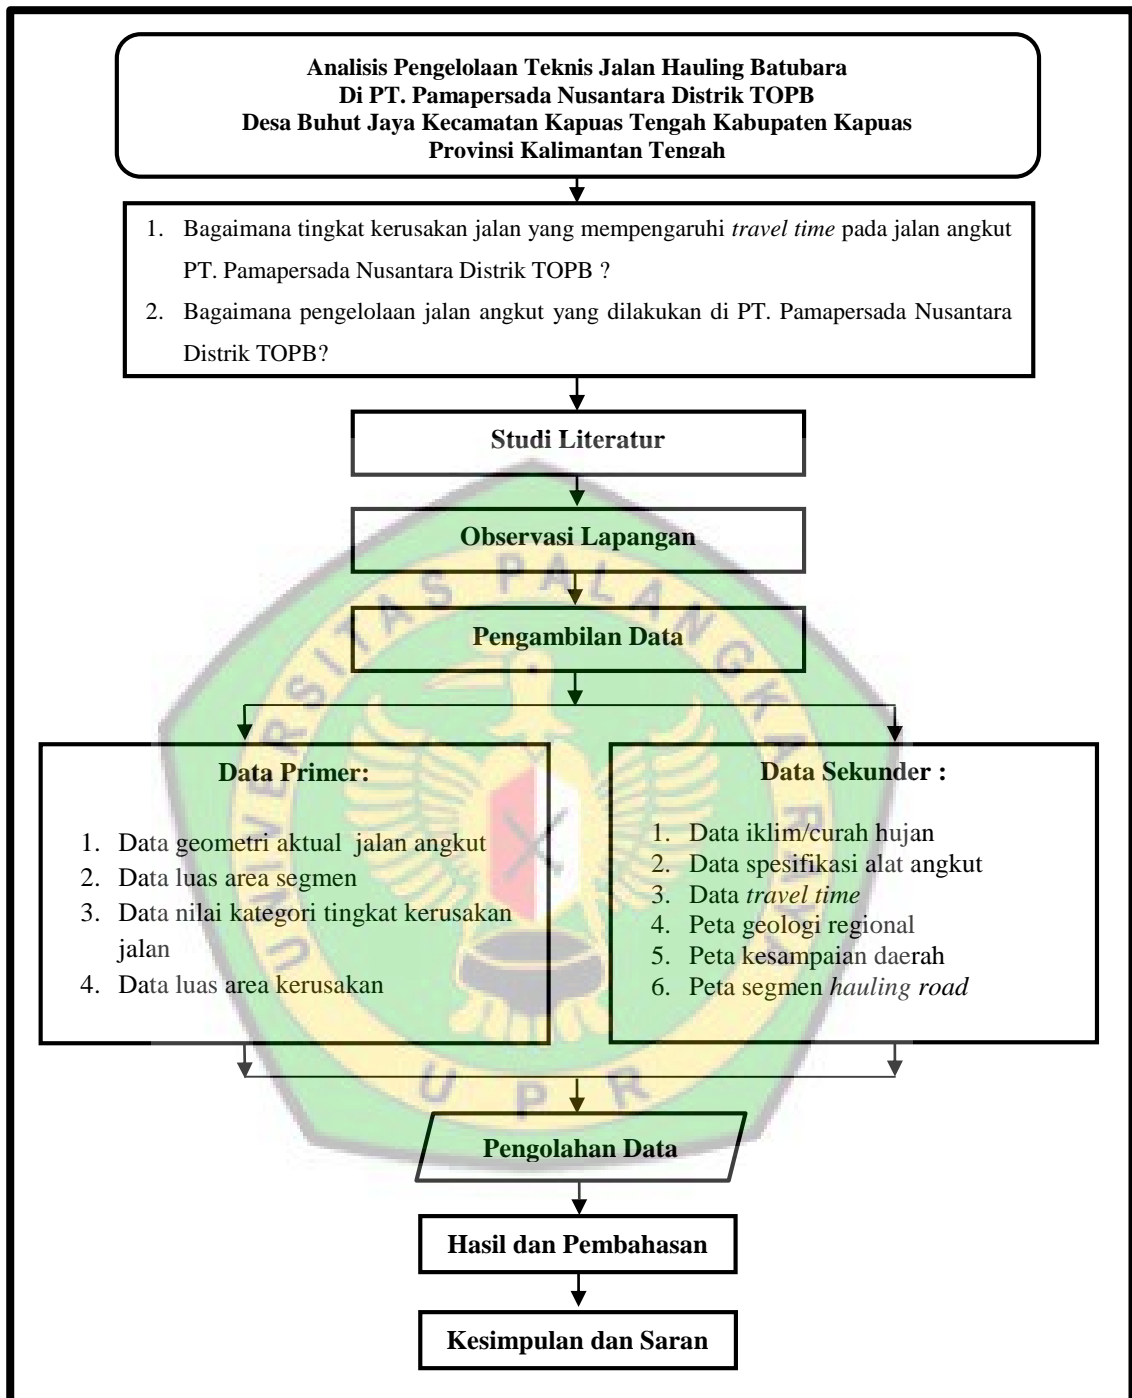 Analisis Pengelolaan Teknis Jalan Hauling Batubara
Di PT. Pamapersada Nusantara Distrik TOPB
Desa Buhut Jaya Kecamatan Kapuas Tengah Kabupaten Kapuas
Provinsi Kalimantan Tengah
1. Bagaimana tingkat kerusakan jalan yang mempengaruhi travel time pada jalan angkut
PT. Pamapersada Nusantara Distrik TOPB ?
2. Bagaimana pengelolaan jalan angkut yang dilakukan di PT. Pamapersada Nusantara
Distrik TOPB?
Studi Literatur
Observasi Lapangan
Pengambilan Data
Data Primer:
1. Data geometri aktual jalan angkut
2. Data luas area segmen
3. Data nilai kategori tingkat kerusakan
jalan
4. Data luas area kerusakan
Data Sekunder :
1. Data iklim/curah hujan
2. Data spesifikasi alat angkut
3. Data travel time
4. Peta geologi regional
5. Peta kesampaian daerah
6. Peta segmen hauling road
Pengolahan Data
Hasil dan Pembahasan
Kesimpulan dan Saran
UNIVERSITAS PALANGKA RAYA
UPR